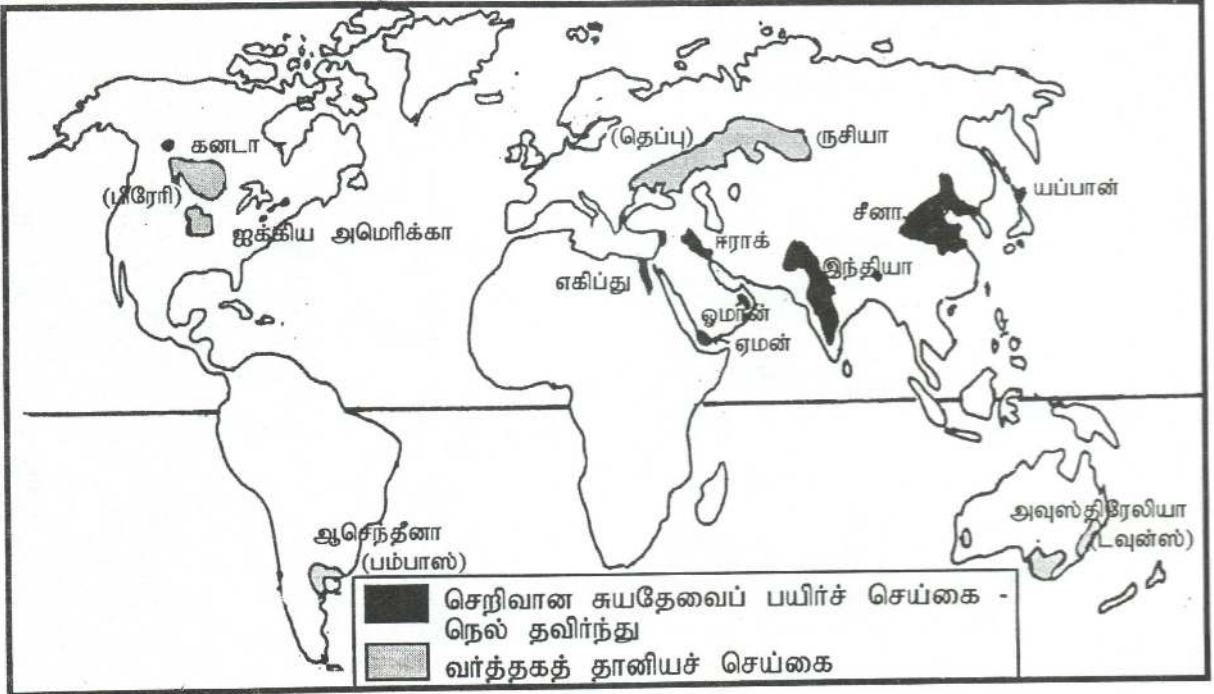 கனடா
(பிரேரி)
ஐக்கிய அமெரிக்கா
(தெப்பு)
ருசியா
யப்பான்
சீனா
ஈராக்
இந்தியா
எகிப்து
ஓமான்
ஏமன்
ஆசெந்தீனா
(பம்பாஸ்)
அவுஸ்திரேலியா
(டவுன்ஸ்)
செறிவான சுயதேவைப் பயிர்ச் செய்கை -
நெல் தவிர்ந்து
வர்த்தகத் தானியச் செய்கை